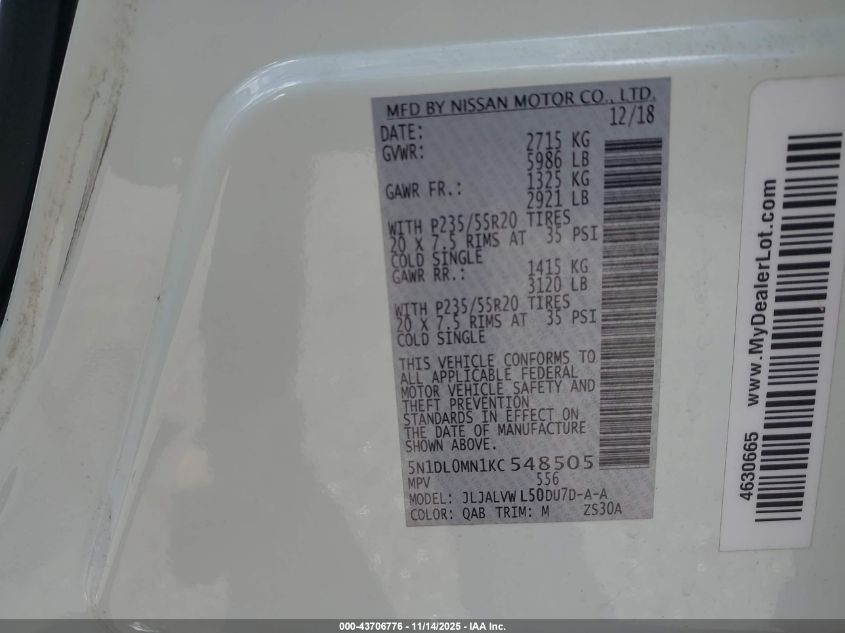 MFD BY NISSAN MOTOR CO., LTD.
DATE: 12/18
GVWR: 2715 KG
5986 LB
GAWR FR.: 1325 KG
2921 LB
WITH P235/55R20 TIRES
20 X 7.5 RIMS AT 35 PSI
COLD SINGLE
GAWR RR.: 1415 KG
3120 LB
WITH P235/55R20 TIRES
20 X 7.5 RIMS AT 35 PSI
COLD SINGLE
THIS VEHICLE CONFORMS TO
ALL APPLICABLE FEDERAL
MOTOR VEHICLE SAFETY AND
THEFT PREVENTION
STANDARDS IN EFFECT ON
THE DATE OF MANUFACTURE
SHOWN ABOVE.
5N1DL0MN1KC548505
MPV 556
MODEL: JLJALVWL50DU7D-A-A
COLOR: QAB TRIM: M ZS30A
www.MyDealerLot.com
4630665
000-43706776 - 11/14/2025 - IAA Inc.